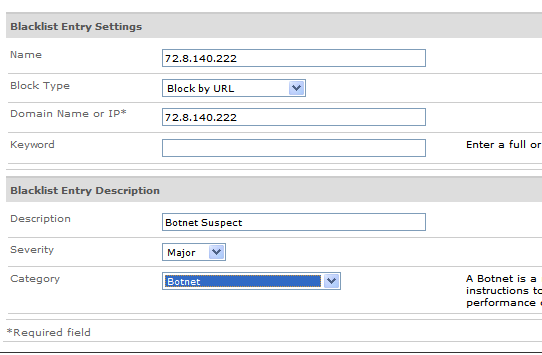 Blacklist Entry Settings
Name 72.8.140.222
Block Type Block by URL
Domain Name or IP* 72.8.140.222
Keyword Enter a full or
Blacklist Entry Description
Description Botnet Suspect
Severity Major
Category Botnet A Botnet is a
instructions to
performance
*Required field